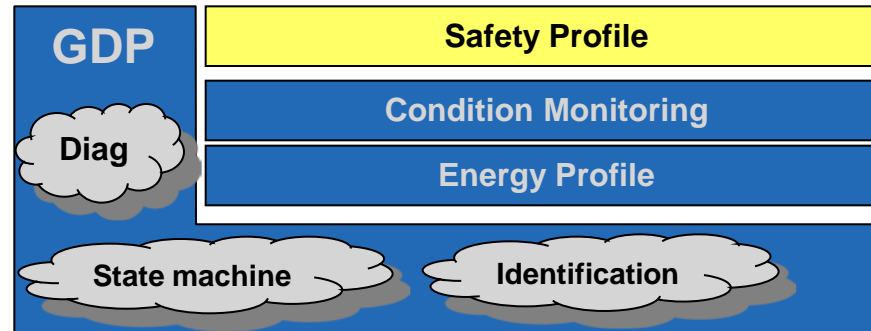 GDP
Safety Profile
Condition Monitoring
Diag
Energy Profile
State machine
Identification